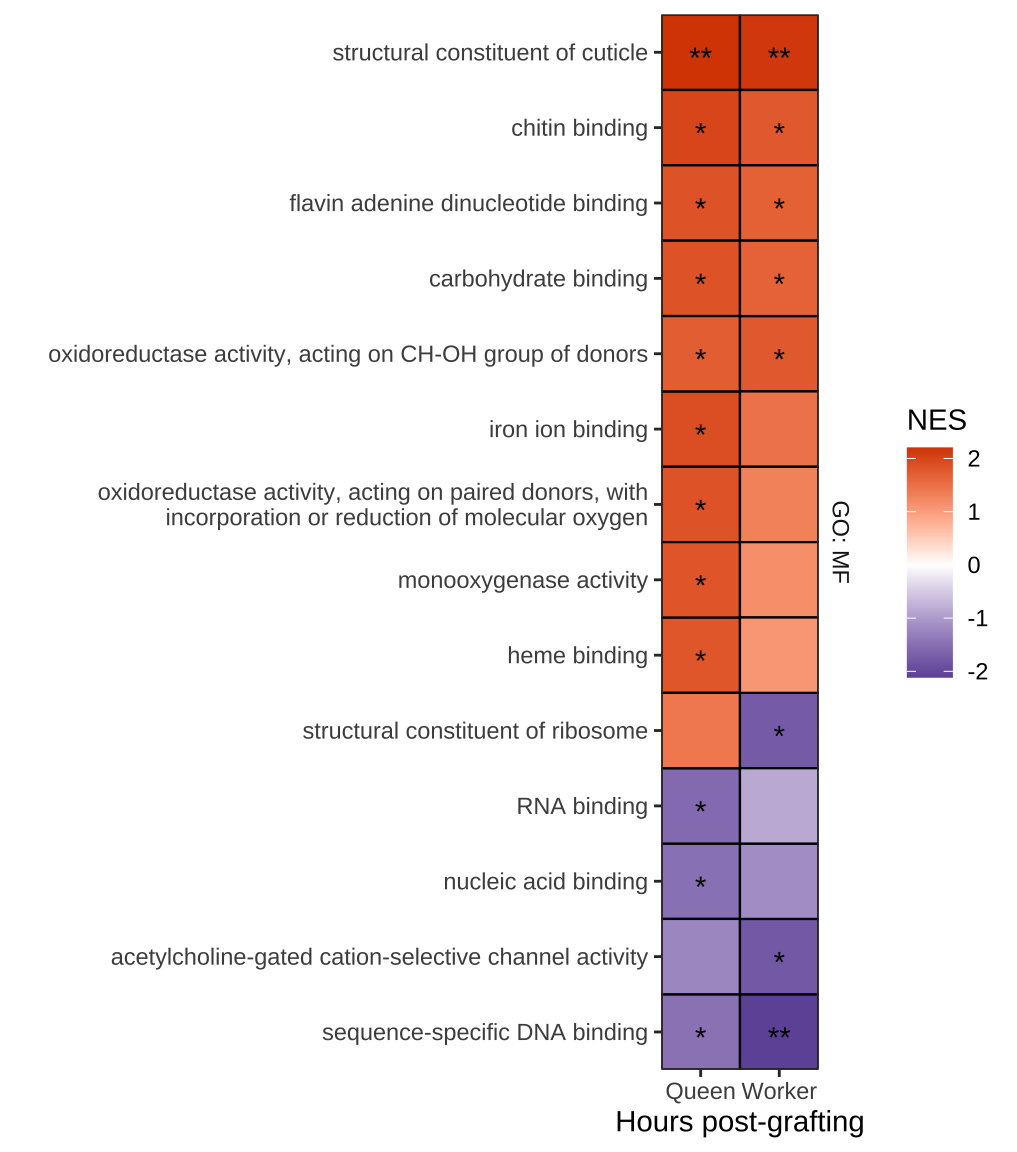 structural constituent of cuticle
** **
chitin binding
* *
flavin adenine dinucleotide binding
* *
carbohydrate binding
* *
oxidoreductase activity, acting on CH-OH group of donors
* *
iron ion binding
*
oxidoreductase activity, acting on paired donors, with
incorporation or reduction of molecular oxygen
*
monooxygenase activity
*
heme binding
*
structural constituent of ribosome
*
RNA binding
*
nucleic acid binding
*
acetylcholine-gated cation-selective channel activity
*
sequence-specific DNA binding
* **
Queen Worker
Hours post-grafting
GO: MF
NES
2
1
0
-1
-2